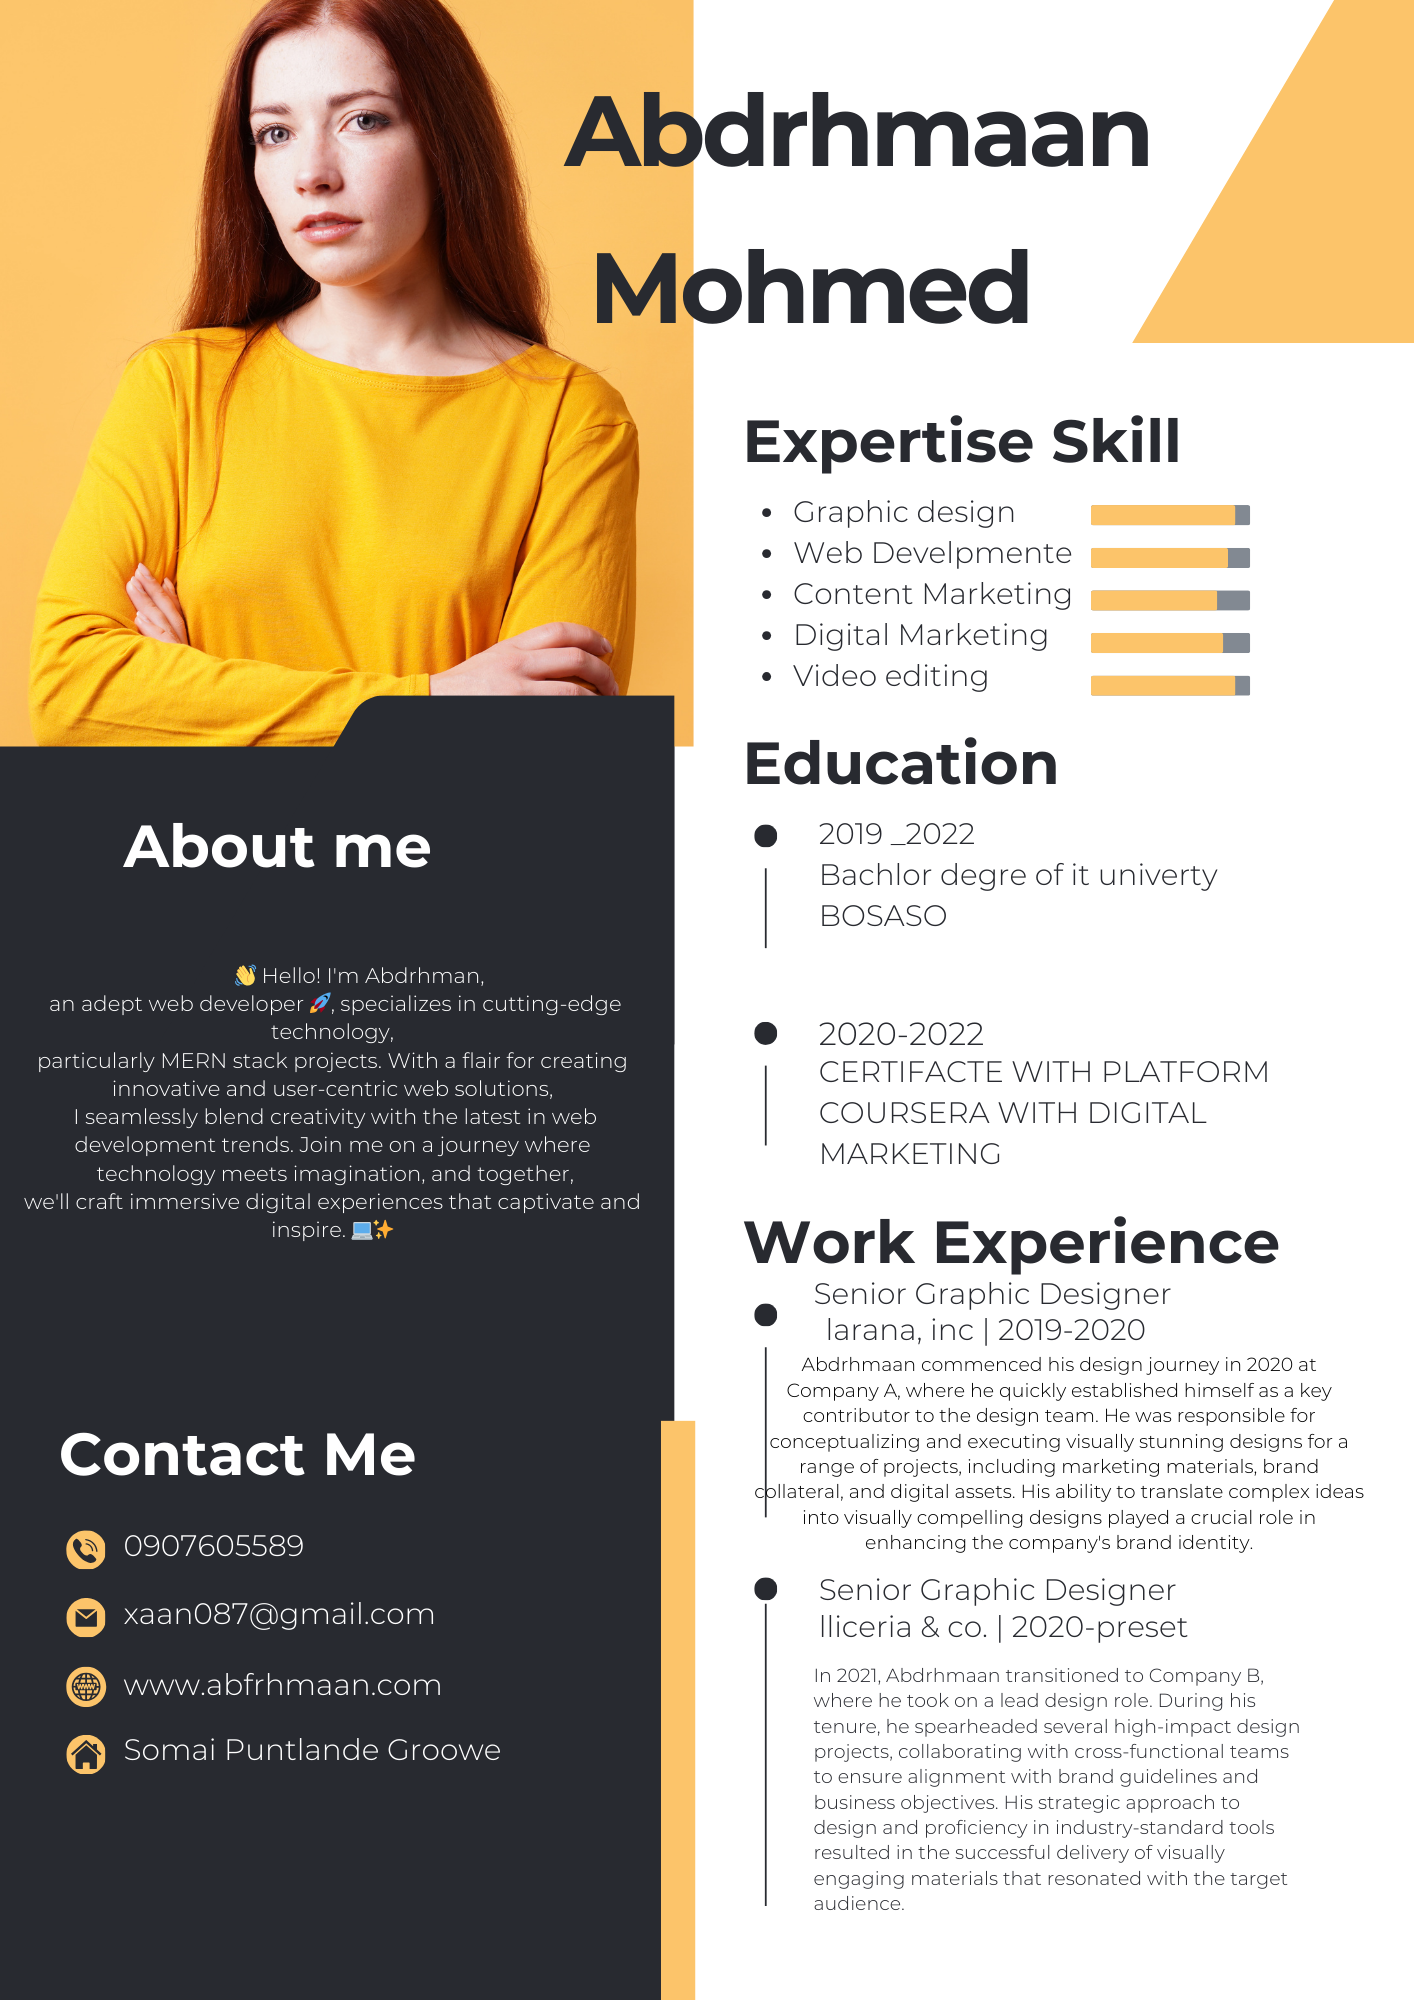 Abdrhmaan
Mohmed
Expertise Skill
• Graphic design
• Web Develpmente
• Content Marketing
• Digital Marketing
• Video editing
Education
2019 _2022
Bachlor degre of it univerty
BOSASO
2020-2022
CERTIFACTE WITH PLATFORM
COURSERA WITH DIGITAL
MARKETING
Work Experience
Senior Graphic Designer
larana, inc | 2019-2020
Abdrhmaan commenced his design journey in 2020 at
Company A, where he quickly established himself as a key
contributor to the design team. He was responsible for
conceptualizing and executing visually stunning designs for a
range of projects, including marketing materials, brand
collateral, and digital assets. His ability to translate complex ideas
into visually compelling designs played a crucial role in
enhancing the company's brand identity.
Senior Graphic Designer
lliceria & co. | 2020-preset
In 2021, Abdrhmaan transitioned to Company B,
where he took on a lead design role. During his
tenure, he spearheaded several high-impact design
projects, collaborating with cross-functional teams
to ensure alignment with brand guidelines and
business objectives. His strategic approach to
design and proficiency in industry-standard tools
resulted in the successful delivery of visually
engaging materials that resonated with the target
audience.
About me
👋 Hello! I'm Abdrhman,
an adept web developer 🚀, specializes in cutting-edge
technology,
particularly MERN stack projects. With a flair for creating
innovative and user-centric web solutions,
I seamlessly blend creativity with the latest in web
development trends. Join me on a journey where
technology meets imagination, and together,
we'll craft immersive digital experiences that captivate and
inspire. 💻✨
Contact Me
0907605589
xaan087@gmail.com
www.abfrhmaan.com
Somai Puntlande Groowe